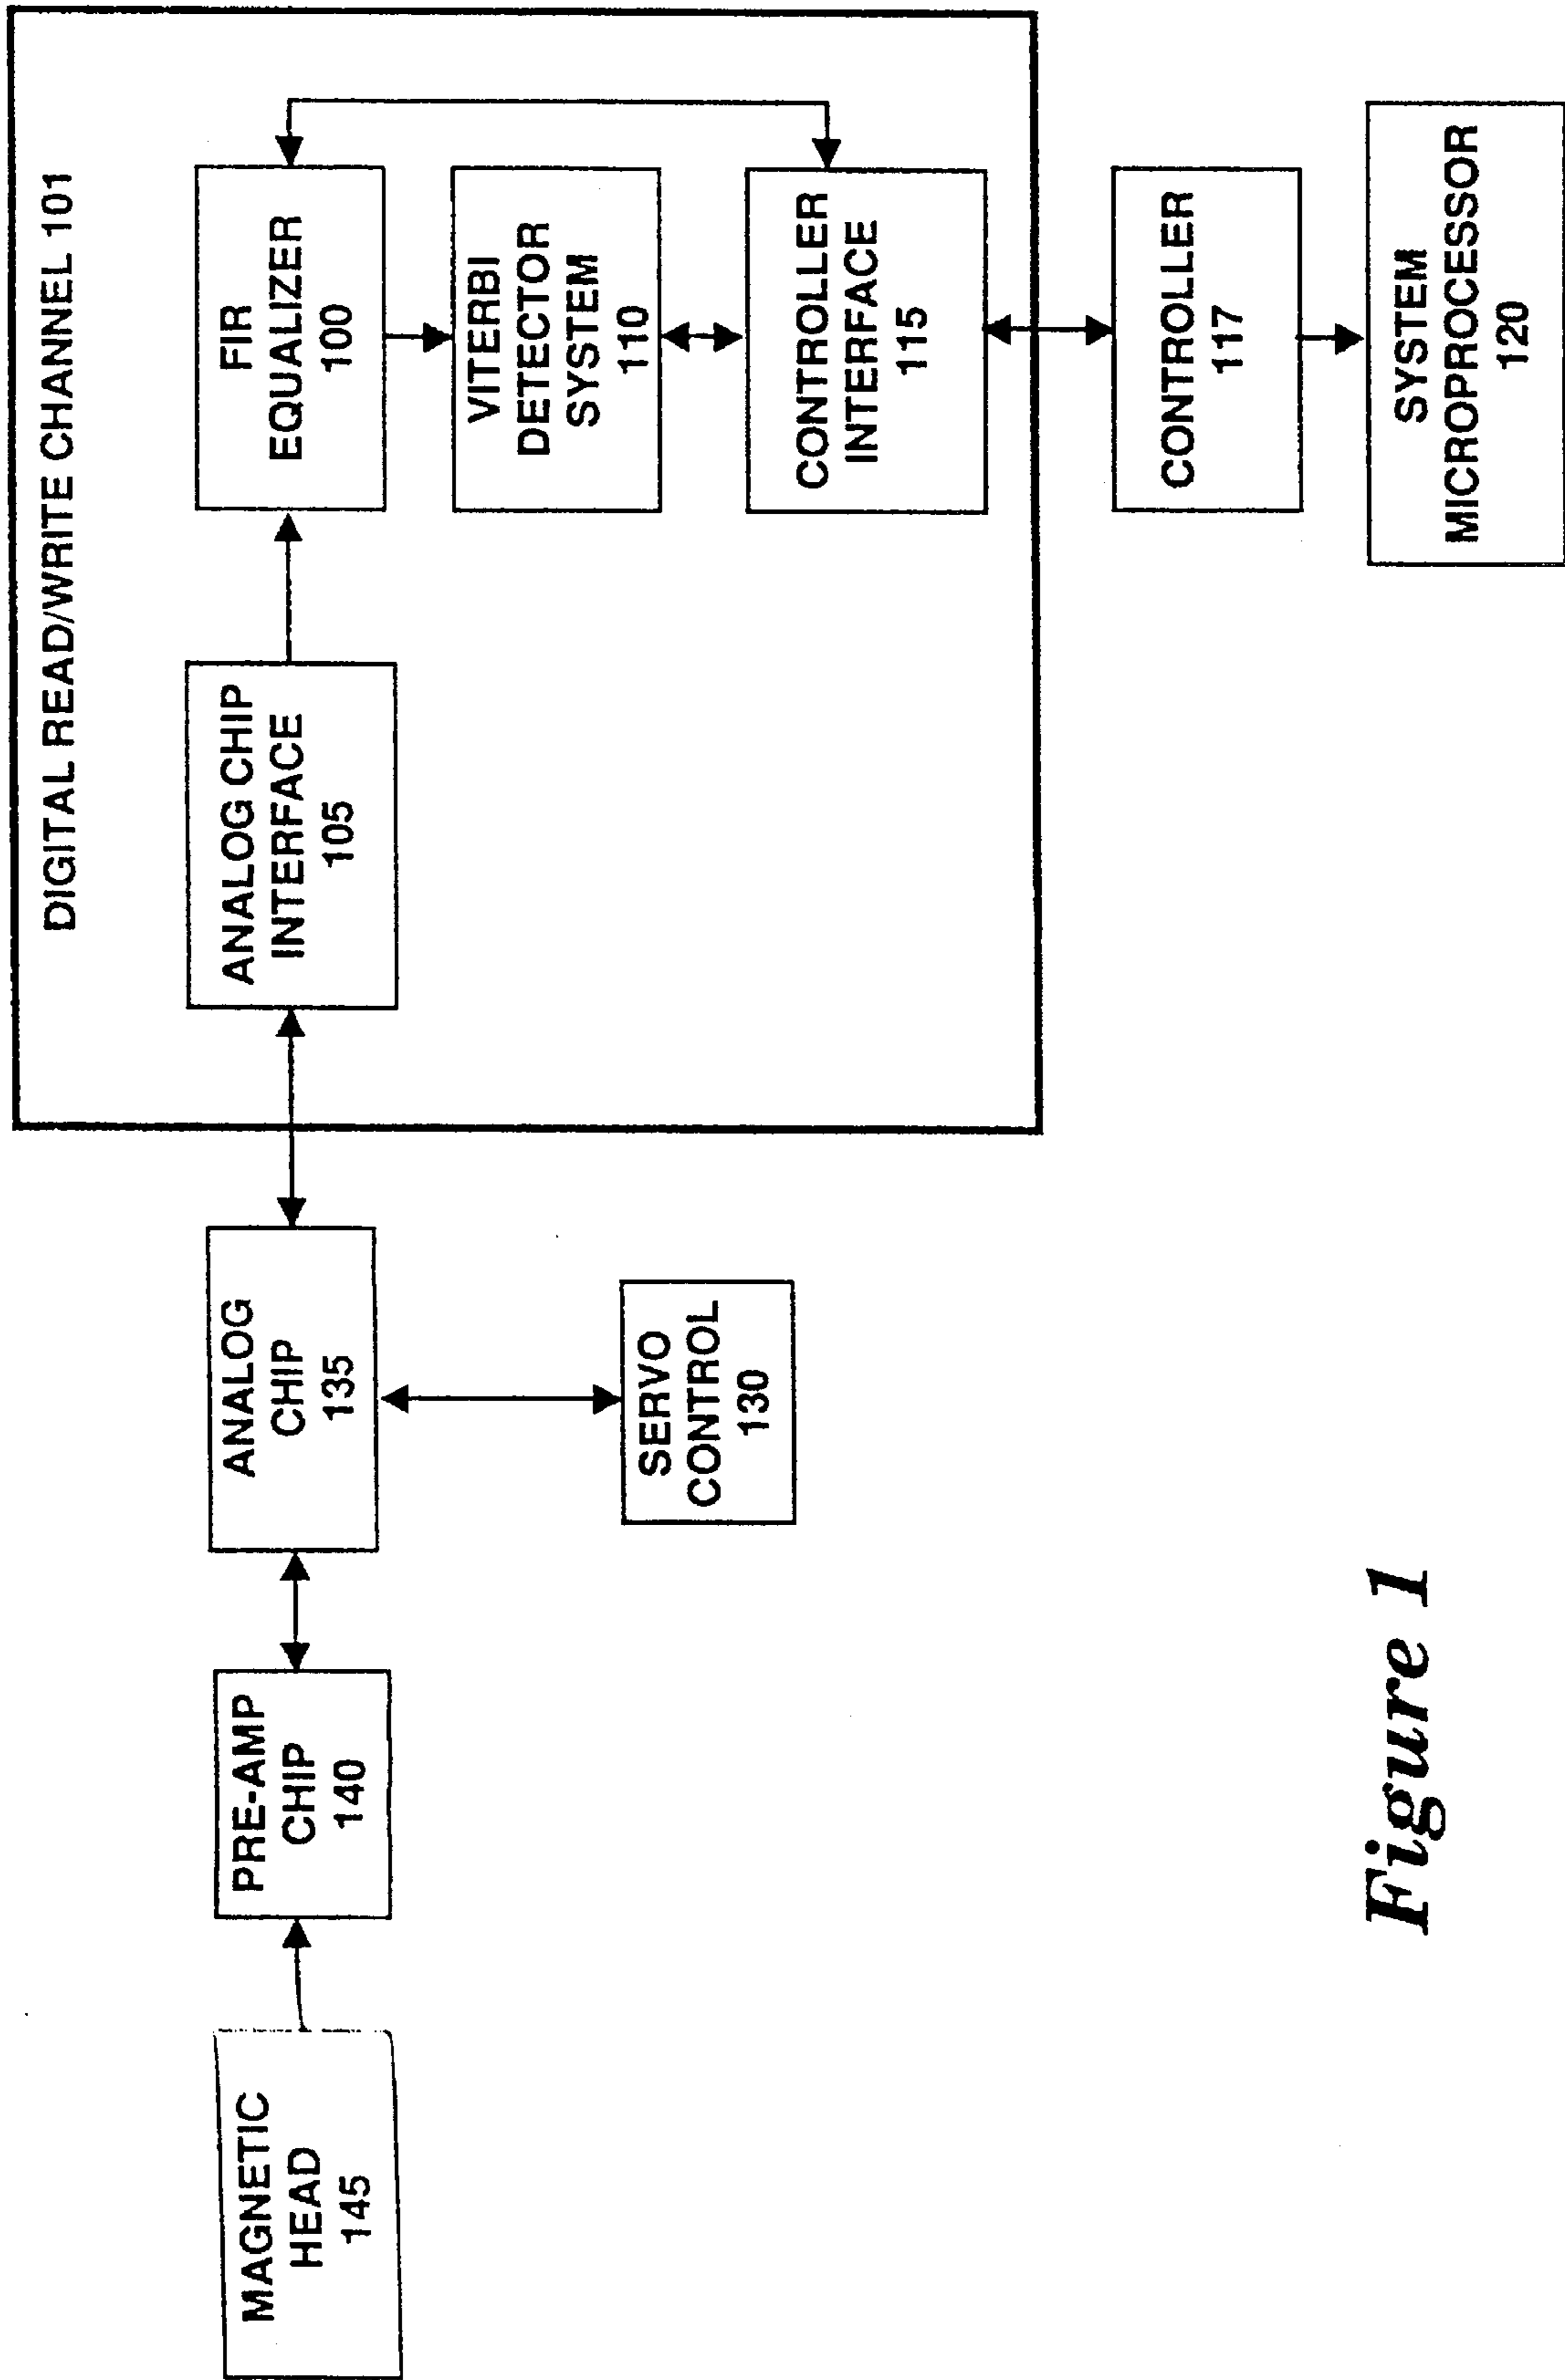 DIGITAL READ/WRITE CHANNEL 101
MAGNETIC
HEAD
145
PRE-AMP
CHIP
140
ANALOG
CHIP
135
SERVO
CONTROL
130
ANALOG CHIP
INTERFACE
105
FIR
EQUALIZER
100
VITERBI
DETECTOR
SYSTEM
110
CONTROLLER
INTERFACE
115
CONTROLLER
117
SYSTEM
MICROPROCESSOR
120
Figure 1